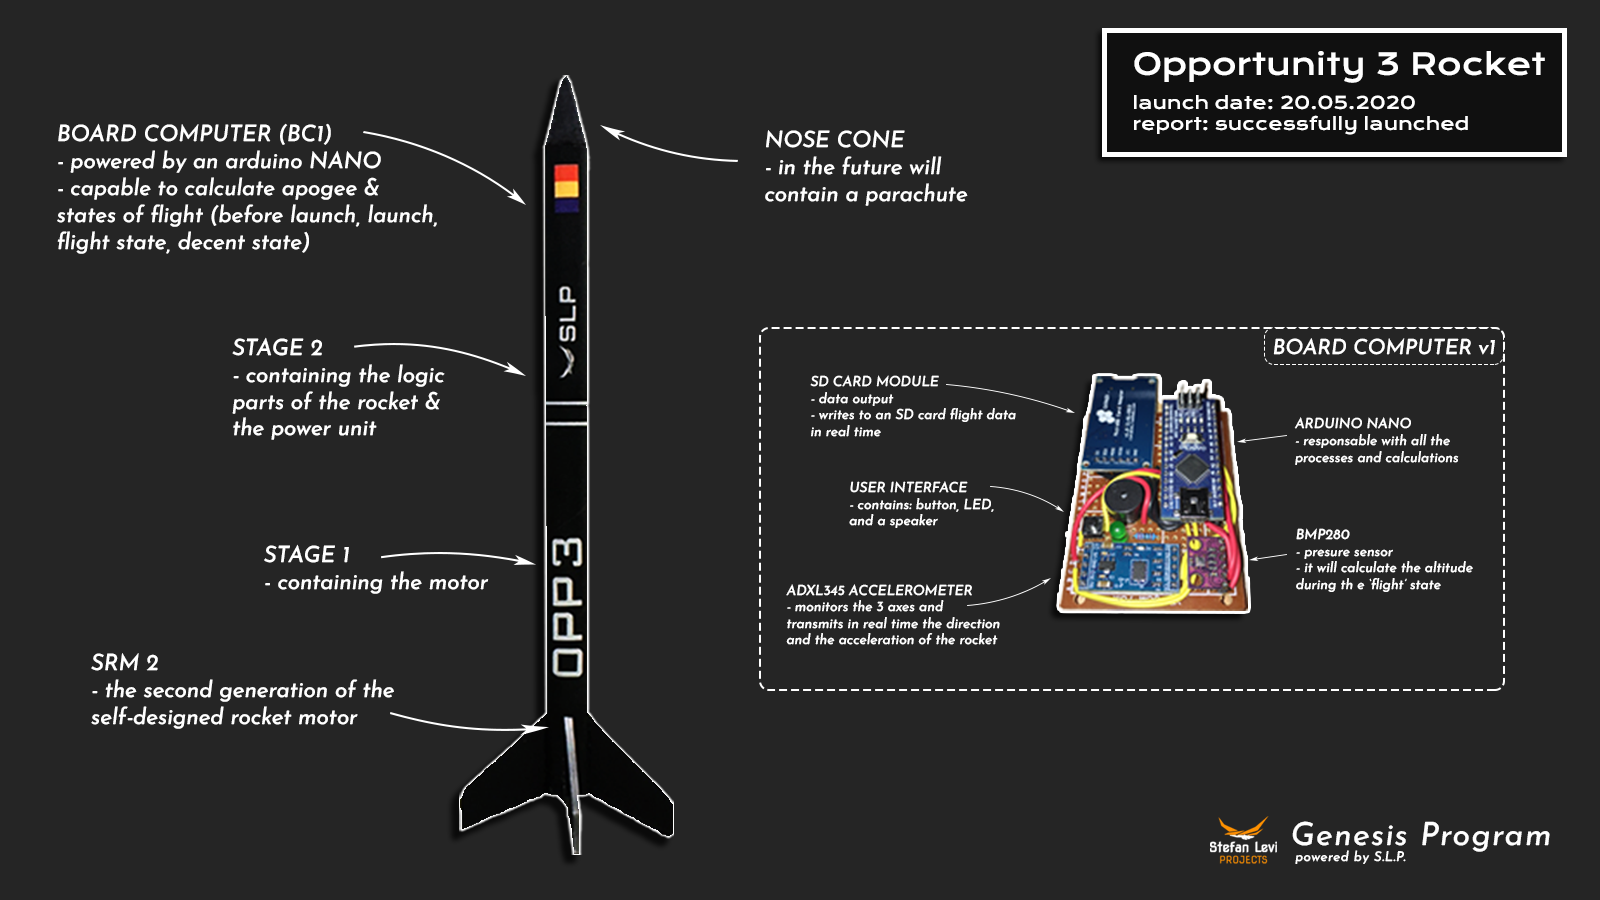 Opportunity 3 Rocket
launch date: 20.05.2020
report: successfully launched
BOARD COMPUTER (BC1)
- powered by an arduino NANO
- capable to calculate apogee &
states of flight (before launch, launch,
flight state, decent state)
NOSE CONE
- in the future will
contain a parachute
STAGE 2
- containing the logic
parts of the rocket &
the power unit
STAGE 1
- containing the motor
SRM 2
- the second generation of the
self-designed rocket motor
SLP
OPP3
BOARD COMPUTER v1
SD CARD MODULE
- data output
- writes to an SD card flight data
in real time
USER INTERFACE
- contains: button, LED,
and a speaker
ADXL345 ACCELEROMETER
- monitors the 3 axes and
transmits in real time the direction
and the acceleration of the rocket
ARDUINO NANO
- responsable with all the
processes and calculations
BMP280
- presure sensor
- it will calculate the altitude
during th e 'flight' state
Stefan Levi
PROJECTS
Genesis Program
powered by S.L.P.